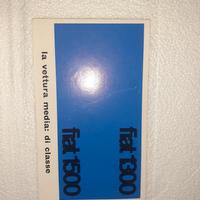 fiat 1300
fiat 1500
la vettura media: di classe